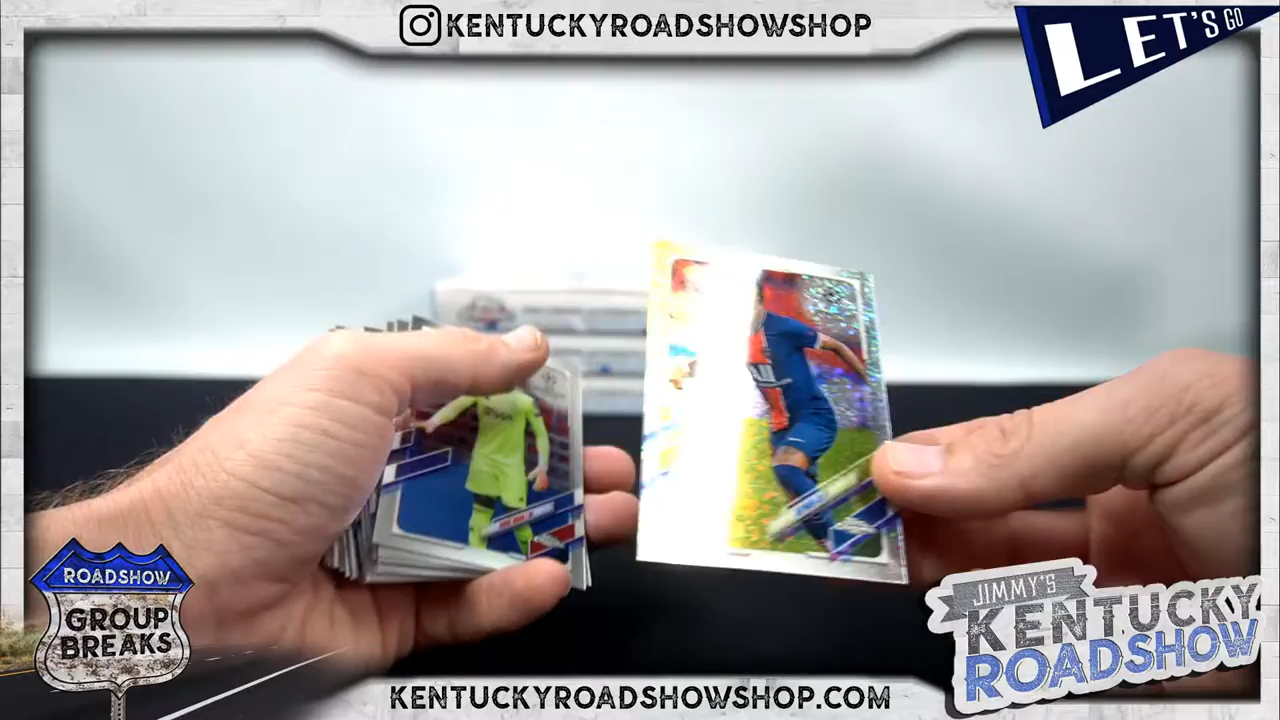 KENTUCKYROADSHOWSHOP
LET'S GO
ROADSHOW
GROUP
BREAKS
JIMMY'S
KENTUCKY
ROADSHOW
KENTUCKYROADSHOWSHOP.COM